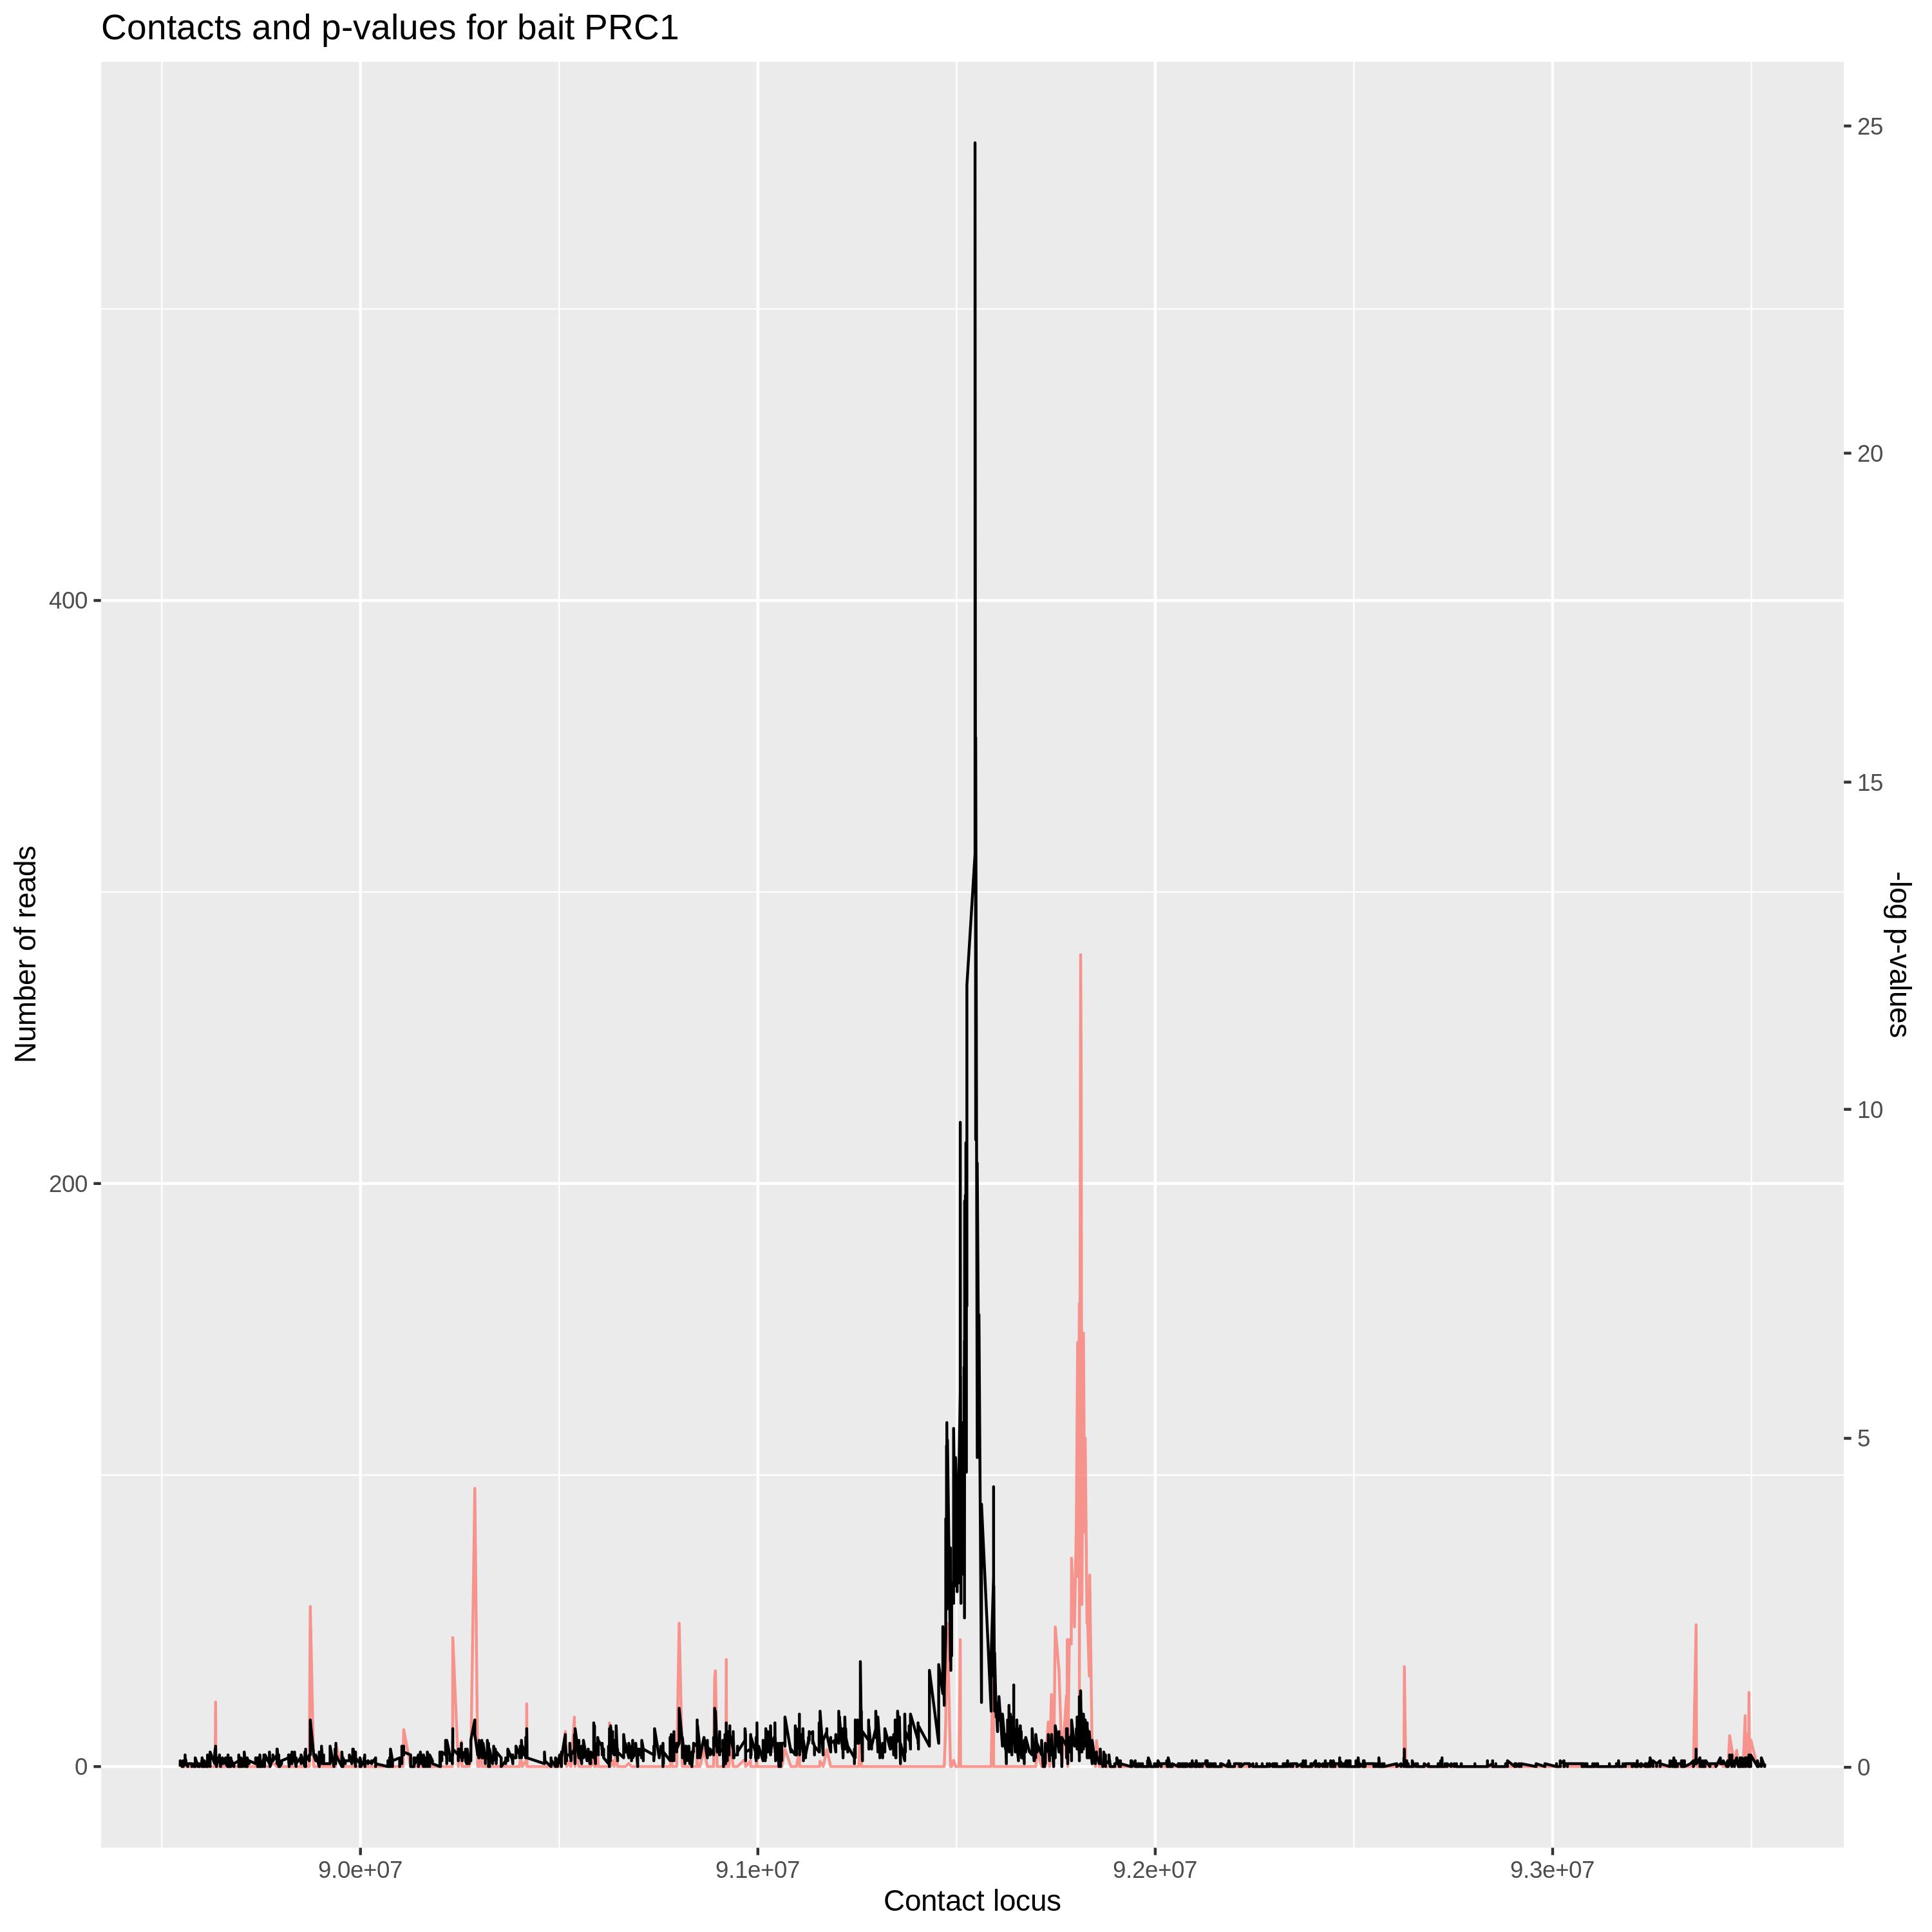 Contacts and p-values for bait PRC1
25
20
400
15
Number of reads
-log p-values
10
200
5
0
0
9.0e+07
9.1e+07
9.2e+07
9.3e+07
Contact locus